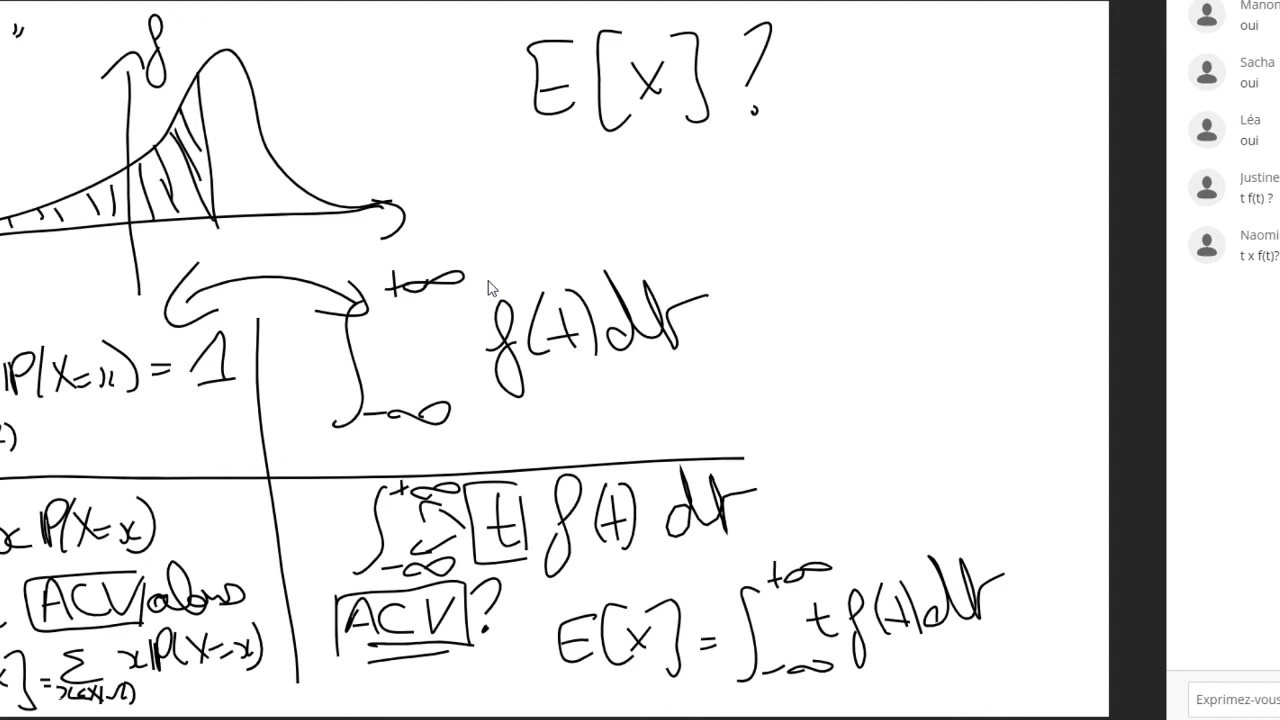 "
f
E[X]?
P(X=x) = 1
∫_{-∞}^{+∞} f(t)dt
x P(X=x)
ACV alors
x] = ∑_{x∈X(Ω)} x P(X=x)
∫_{-∞}^{+∞} t f(t) dt
ACV ?
E[X] = ∫_{-∞}^{+∞} t f(t)dt
Manon
oui
Sacha
oui
Léa
oui
Justine
t f(t) ?
Naomi
t x f(t)?
Exprimez-vous